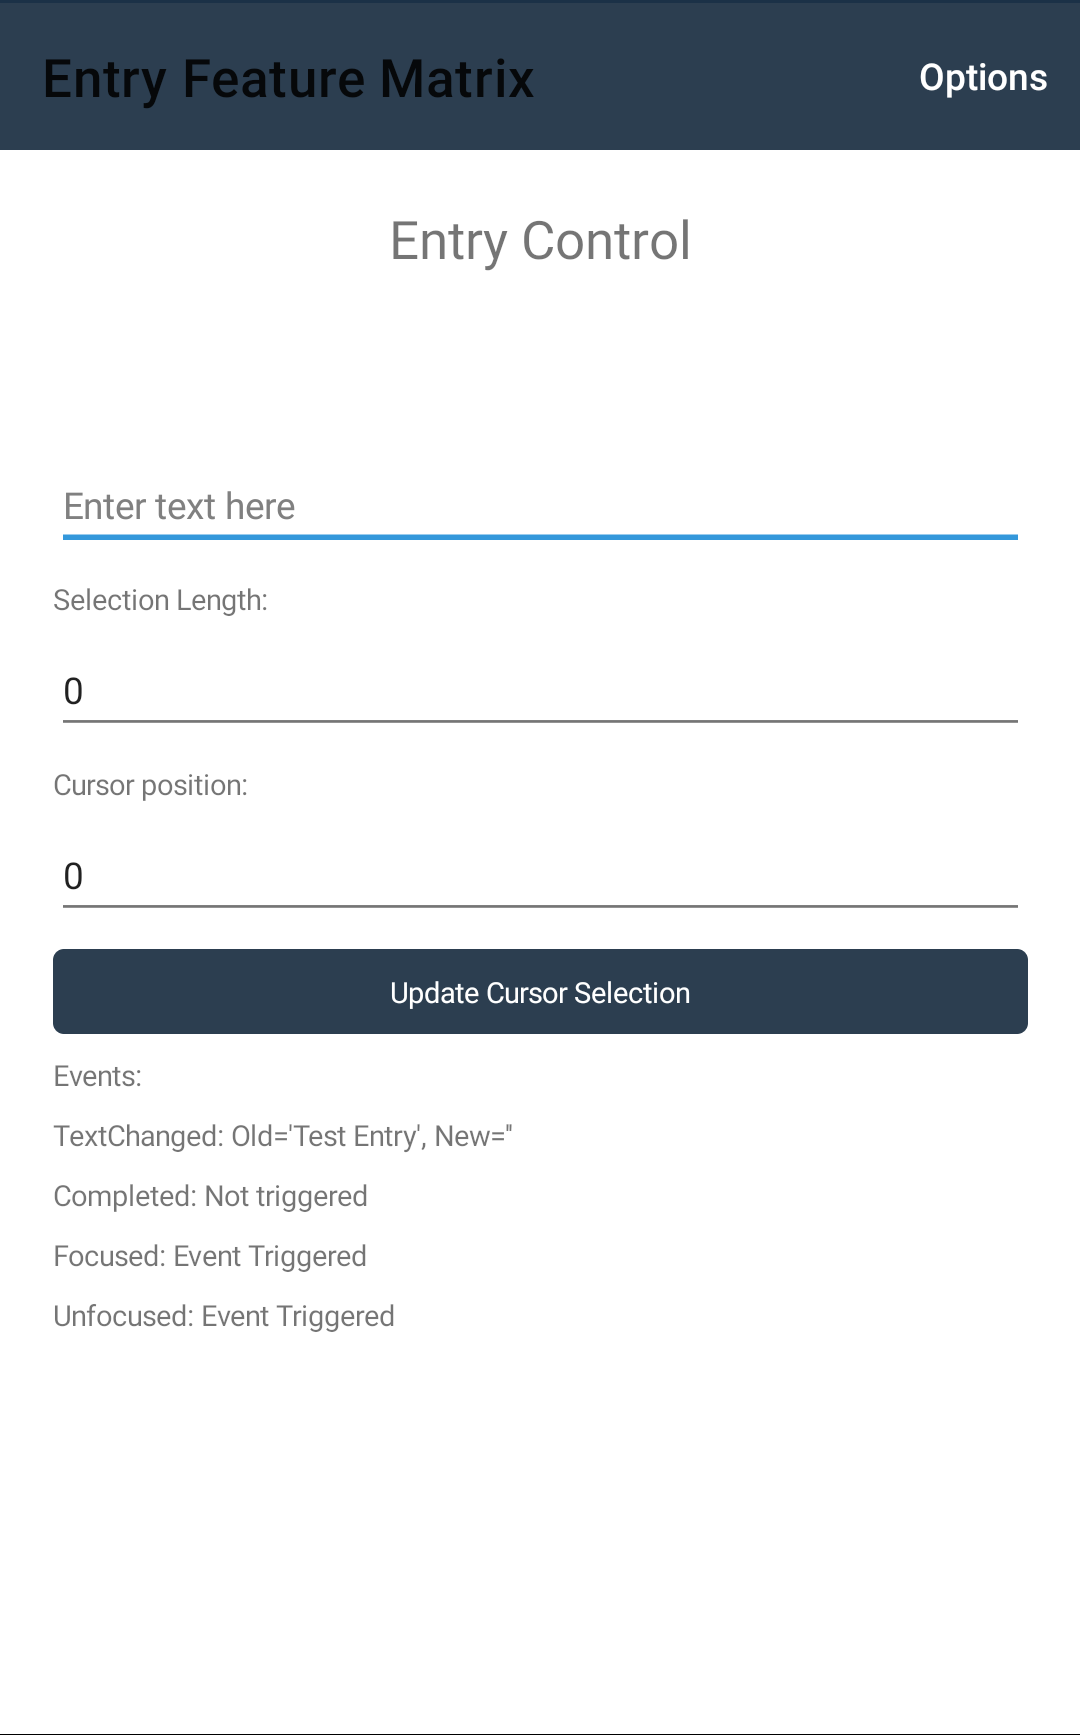 Entry Feature Matrix
Options
Entry Control
Enter text here
Selection Length:
0
Cursor position:
0
Update Cursor Selection
Events:
TextChanged: Old='Test Entry', New=''
Completed: Not triggered
Focused: Event Triggered
Unfocused: Event Triggered